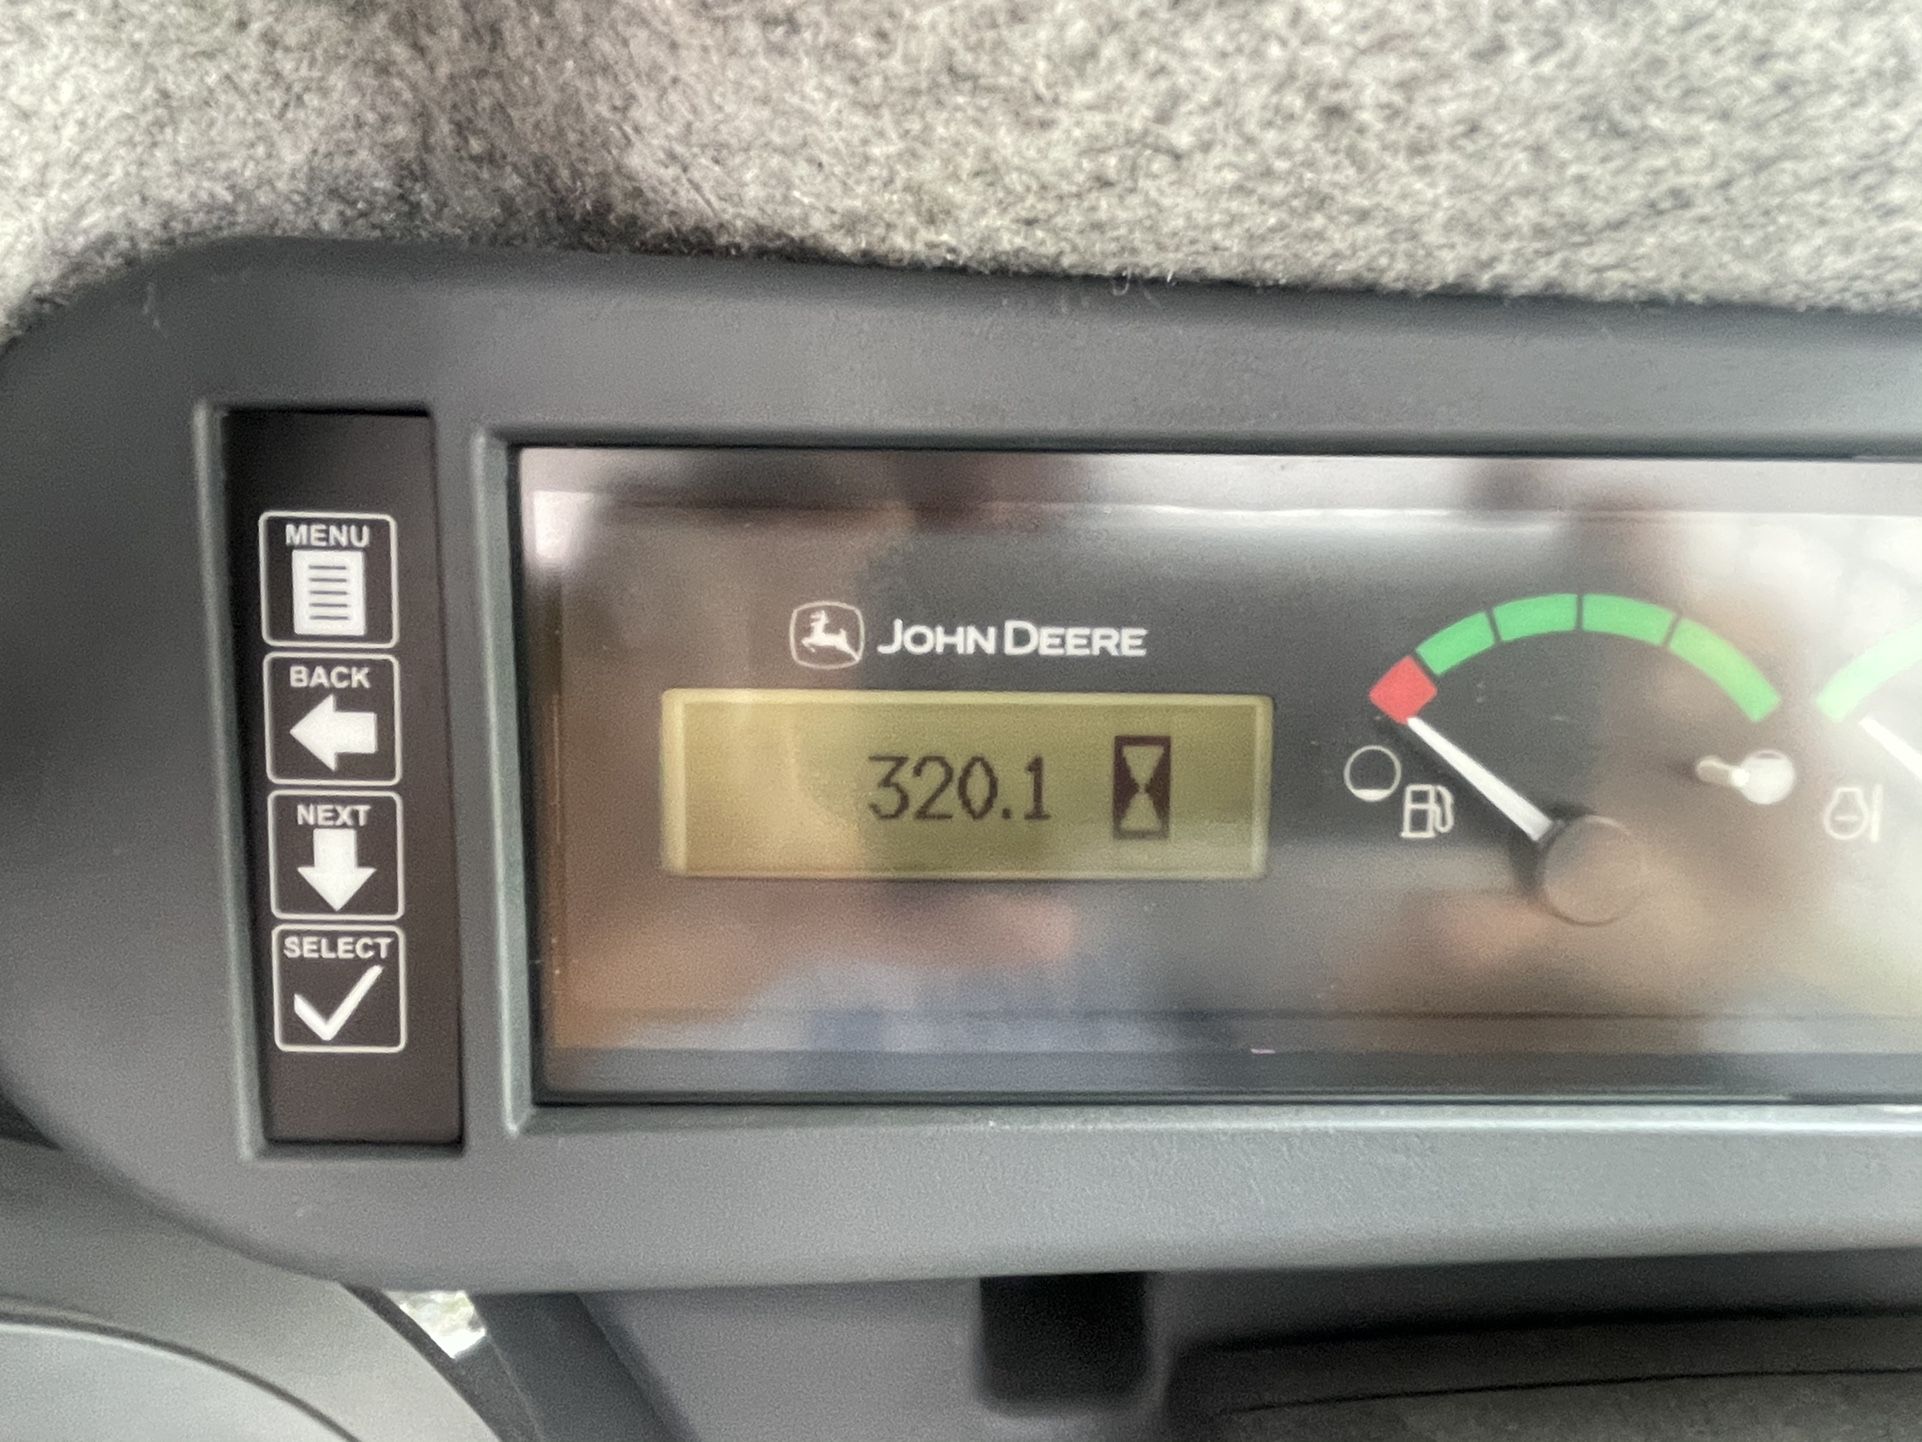 MENU
BACK
NEXT
SELECT
JOHN DEERE
320.1